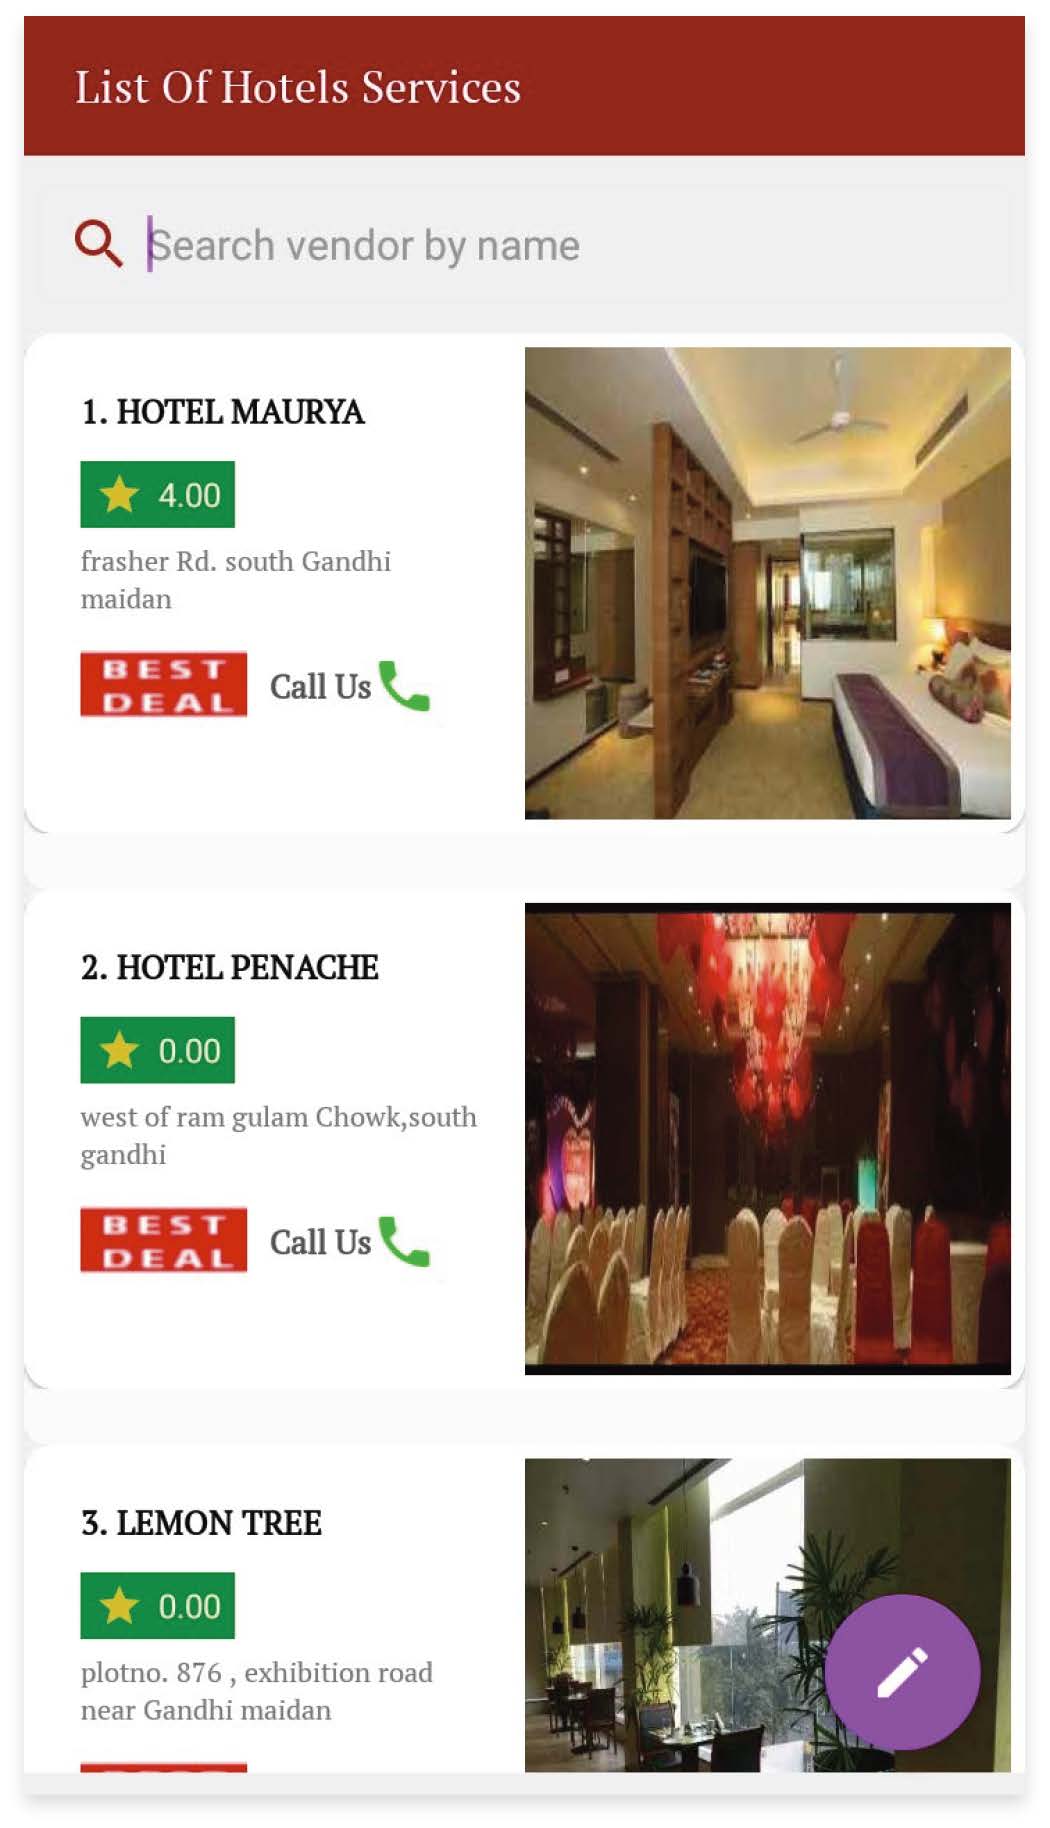 List Of Hotels Services
Search vendor by name
1. HOTEL MAURYA
4.00
frasher Rd. south Gandhi
maidan
BEST
DEAL
Call Us
2. HOTEL PENACHE
0.00
west of ram gulam Chowk,south
gandhi
BEST
DEAL
Call Us
3. LEMON TREE
0.00
plotno. 876 , exhibition road
near Gandhi maidan